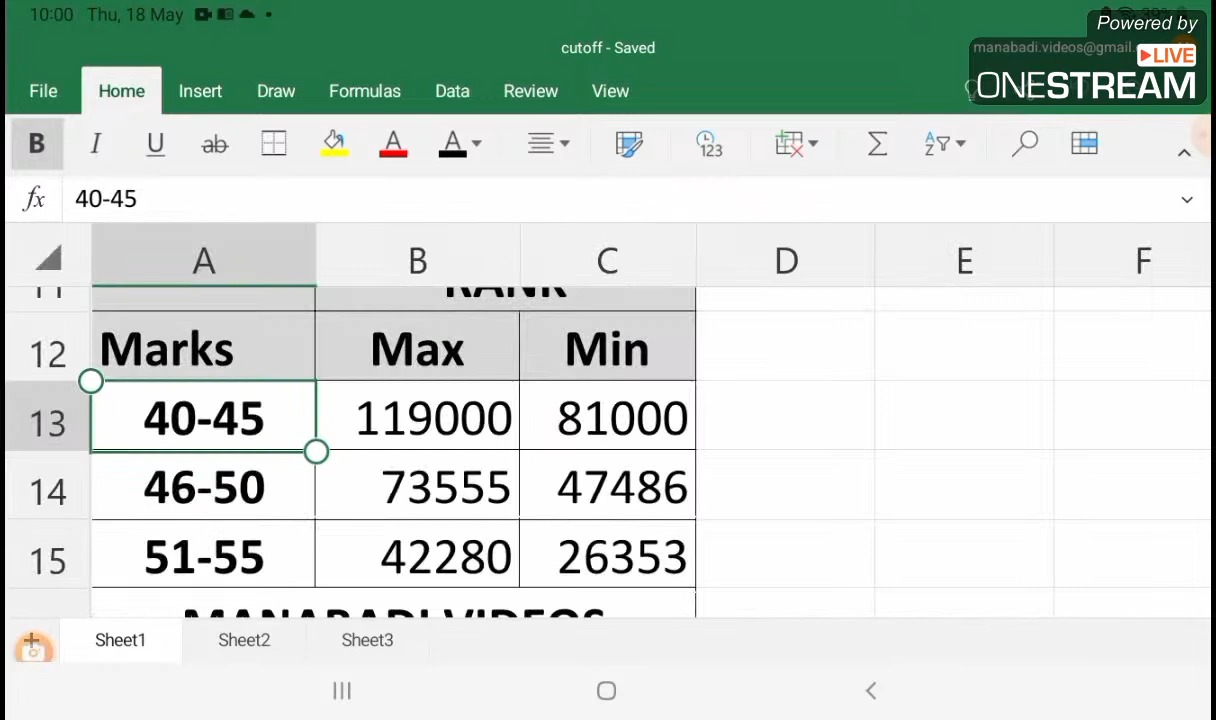 10:00 Thu, 18 May
Powered by
cutoff - Saved
manabadi.videos@gmail.
LIVE
ONESTREAM
File Home Insert Draw Formulas Data Review View
B I U ab A A 123 Σ A Z
fx 40-45
A B C D E F
11 RANK
12 Marks Max Min
13 40-45 119000 81000
14 46-50 73555 47486
15 51-55 42280 26353
MANABADI VIDEOS
Sheet1 Sheet2 Sheet3